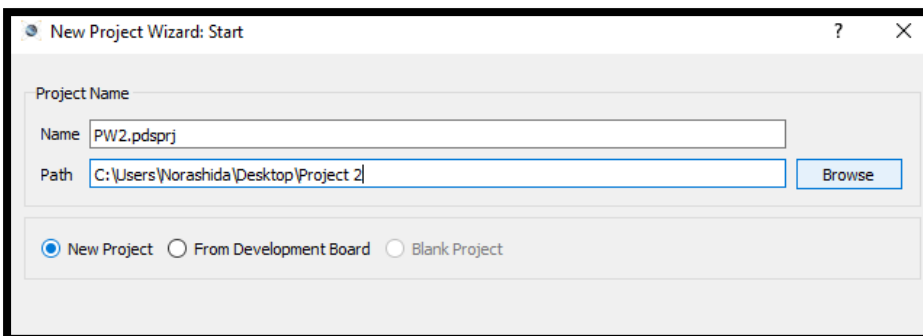 New Project Wizard: Start ? ×
Project Name
Name PW2.pdsprj
Path C:\Users\Norashida\Desktop\Project 2 Browse
New Project From Development Board Blank Project